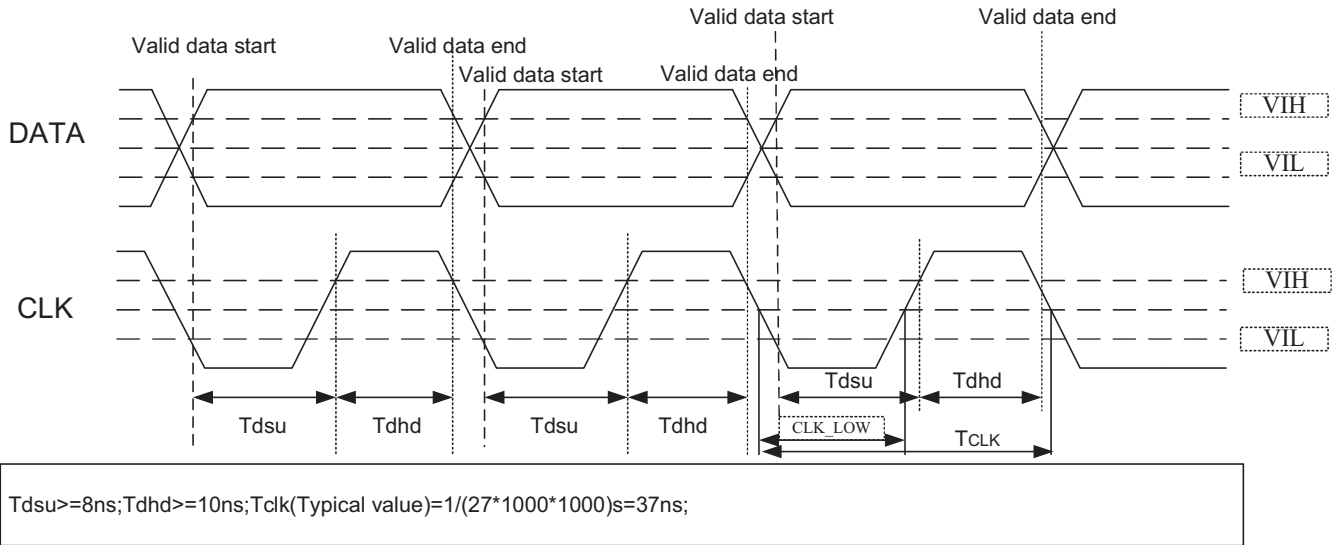 Valid data start
Valid data end
Valid data start
Valid data end
Valid data start
Valid data end
DATA
VIH
VIL
CLK
VIH
VIL
Tdsu
Tdhd
Tdsu
Tdhd
Tdsu
Tdhd
CLK_LOW
TCLK
Tdsu>=8ns;Tdhd>=10ns;Tclk(Typical value)=1/(27*1000*1000)s=37ns;